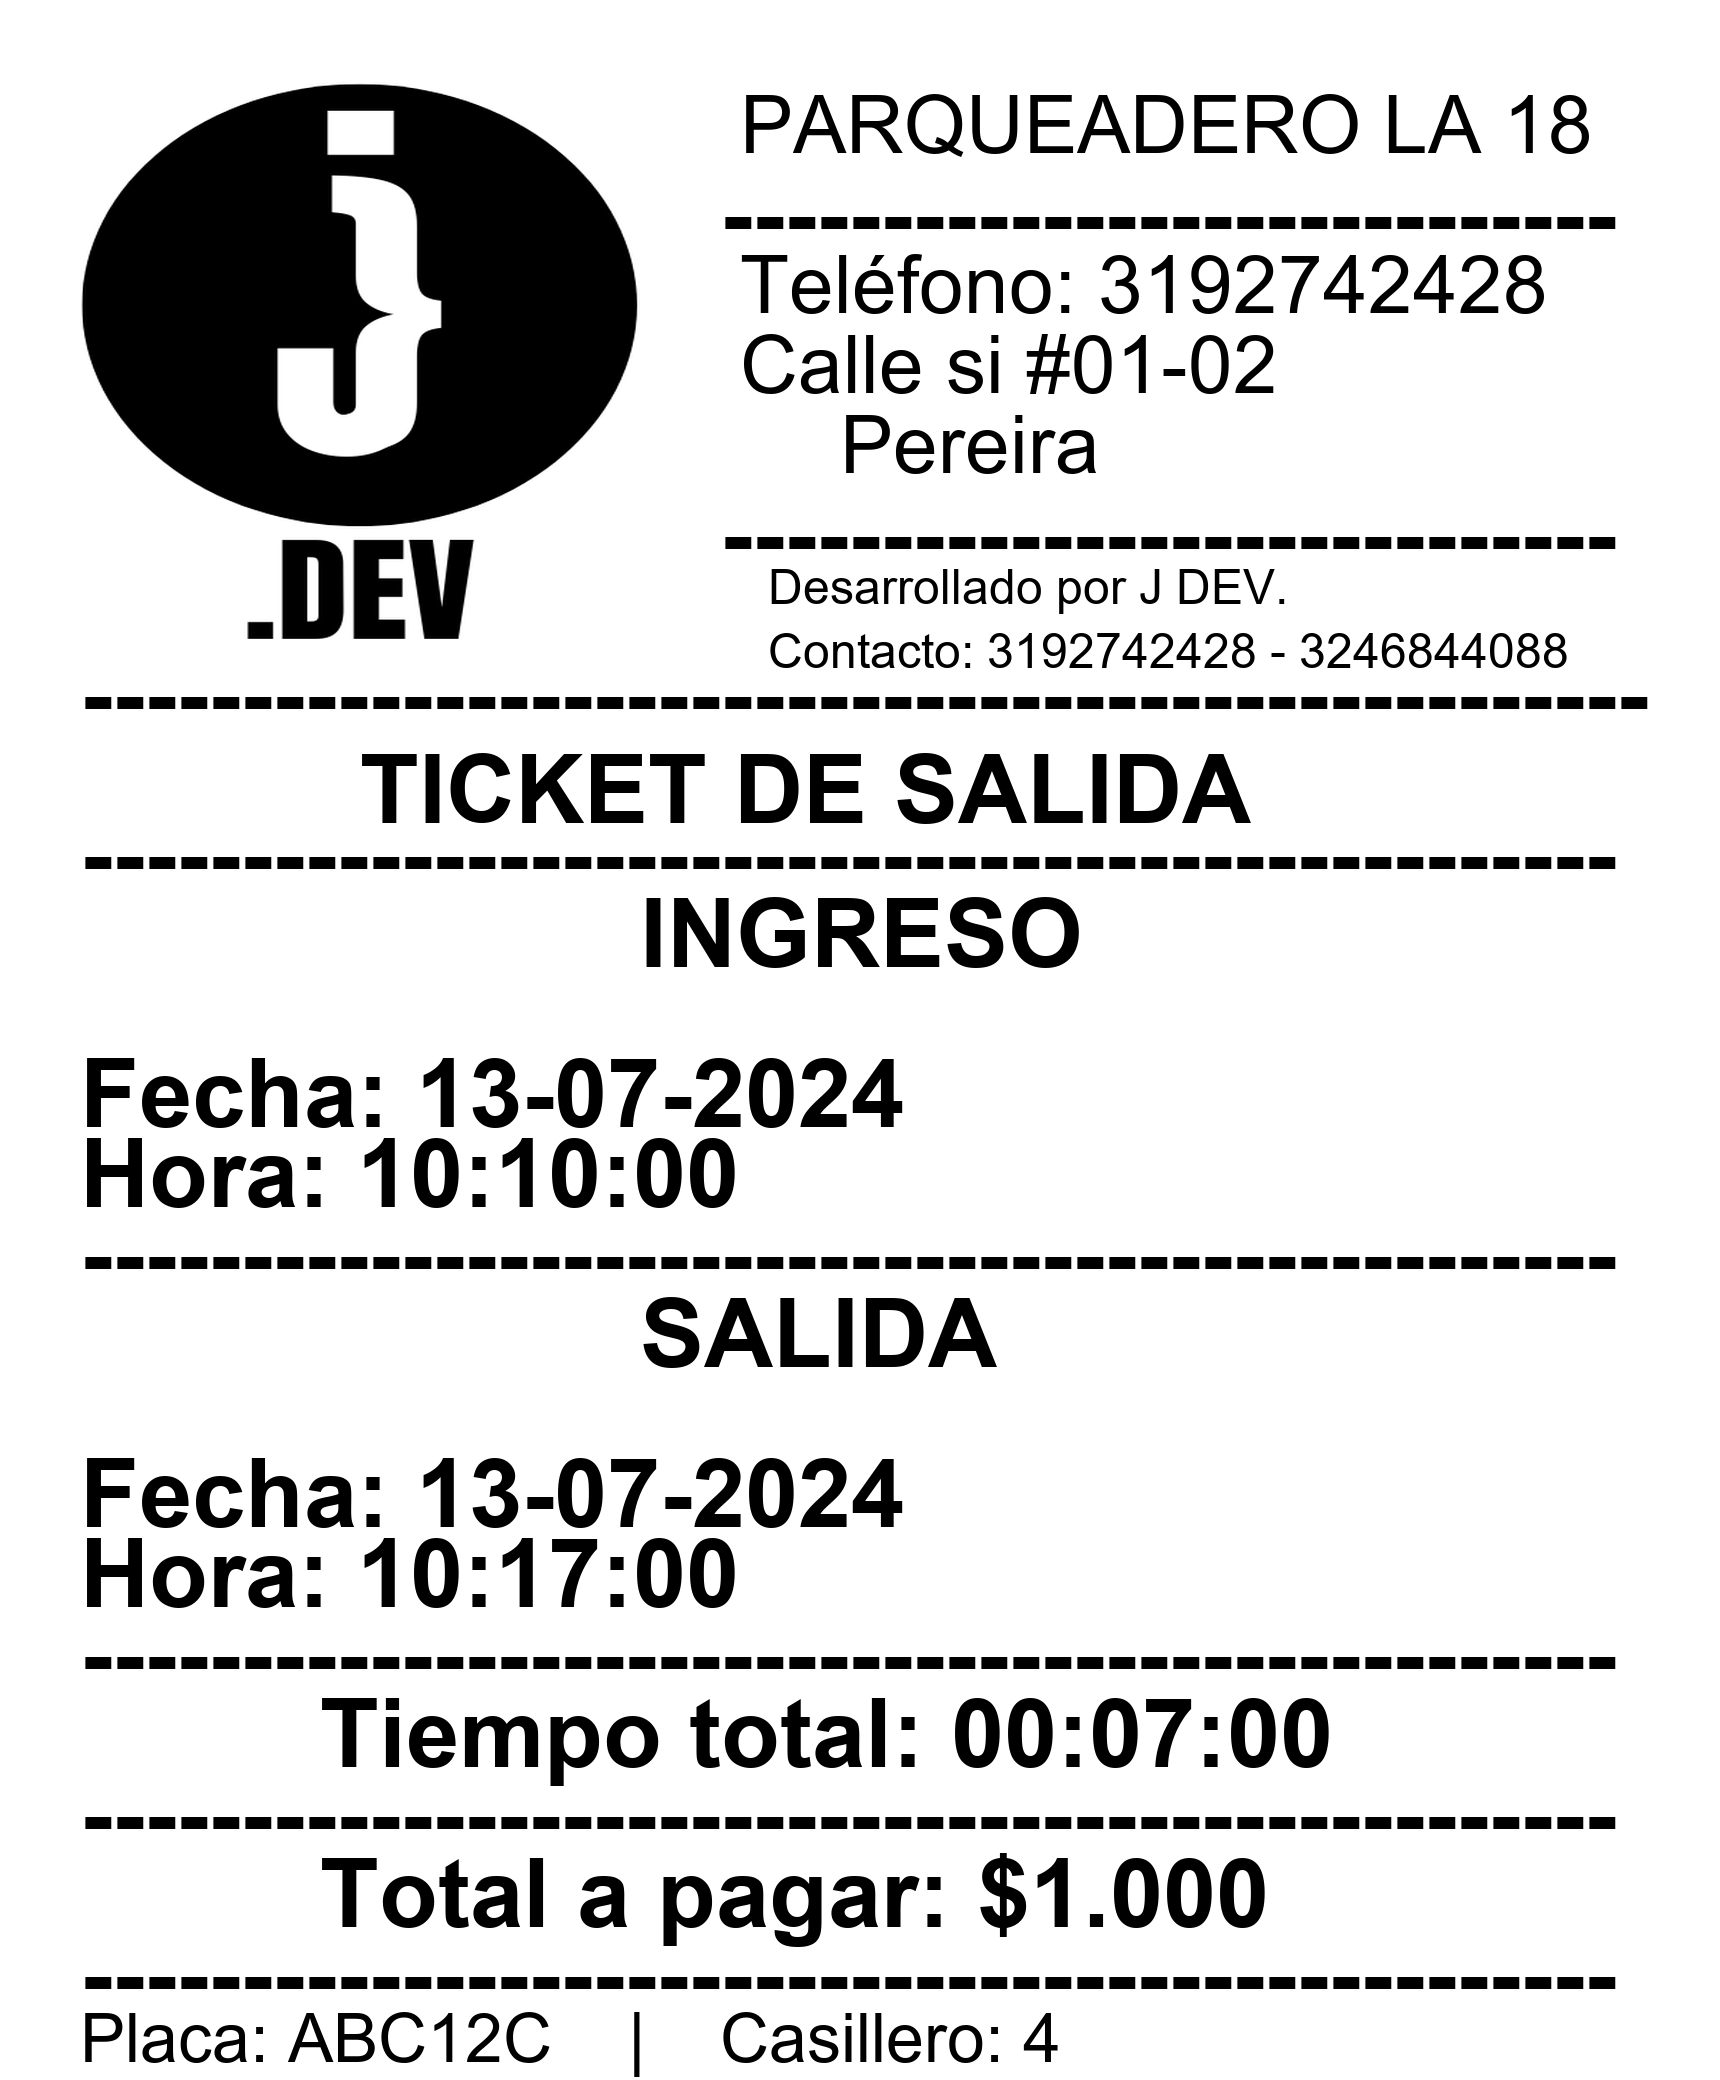 j
.DEV
PARQUEADERO LA 18
---------------------------
Teléfono: 3192742428
Calle si #01-02
Pereira
---------------------------
Desarrollado por J DEV.
Contacto: 3192742428 - 3246844088
-------------------------------------------------
TICKET DE SALIDA
------------------------------------------------
INGRESO
Fecha: 13-07-2024
Hora: 10:10:00
------------------------------------------------
SALIDA
Fecha: 13-07-2024
Hora: 10:17:00
------------------------------------------------
Tiempo total: 00:07:00
------------------------------------------------
Total a pagar: $1.000
------------------------------------------------
Placa: ABC12C | Casillero: 4